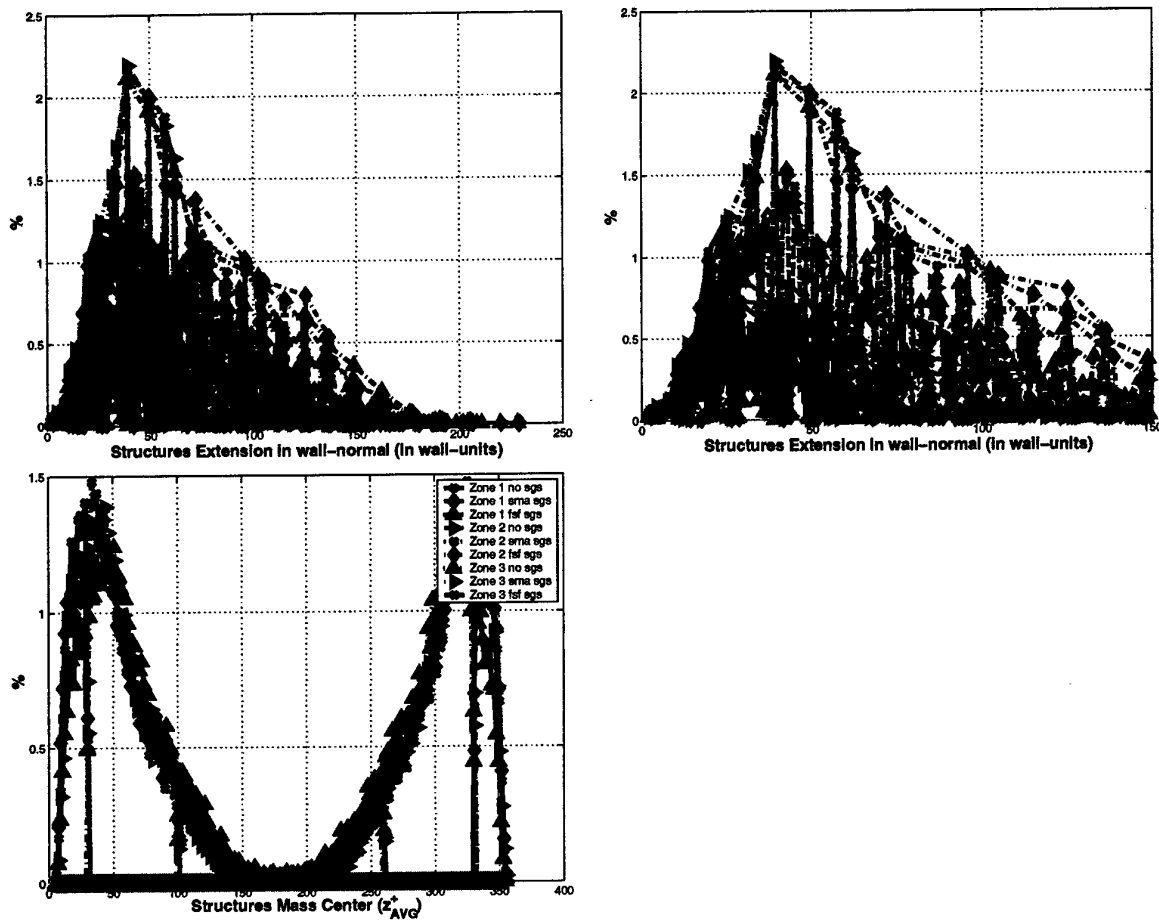 2.5
2
1.5
1
0.5
0
%
0 50 100 150 200 250
Structures Extension in wall-normal (in wall-units)
2.5
2
1.5
1
0.5
0
%
0 50 100 150
Structures Extension in wall-normal (in wall-units)
1.5
1
0.5
0
%
0 50 100 150 200 250 300 350 400
Structures Mass Center (z+AVG)
Zone 1 no sgs
Zone 1 sma sgs
Zone 1 fsf sgs
Zone 2 no sgs
Zone 2 sma sgs
Zone 2 fsf sgs
Zone 3 no sgs
Zone 3 sma sgs
Zone 3 fsf sgs